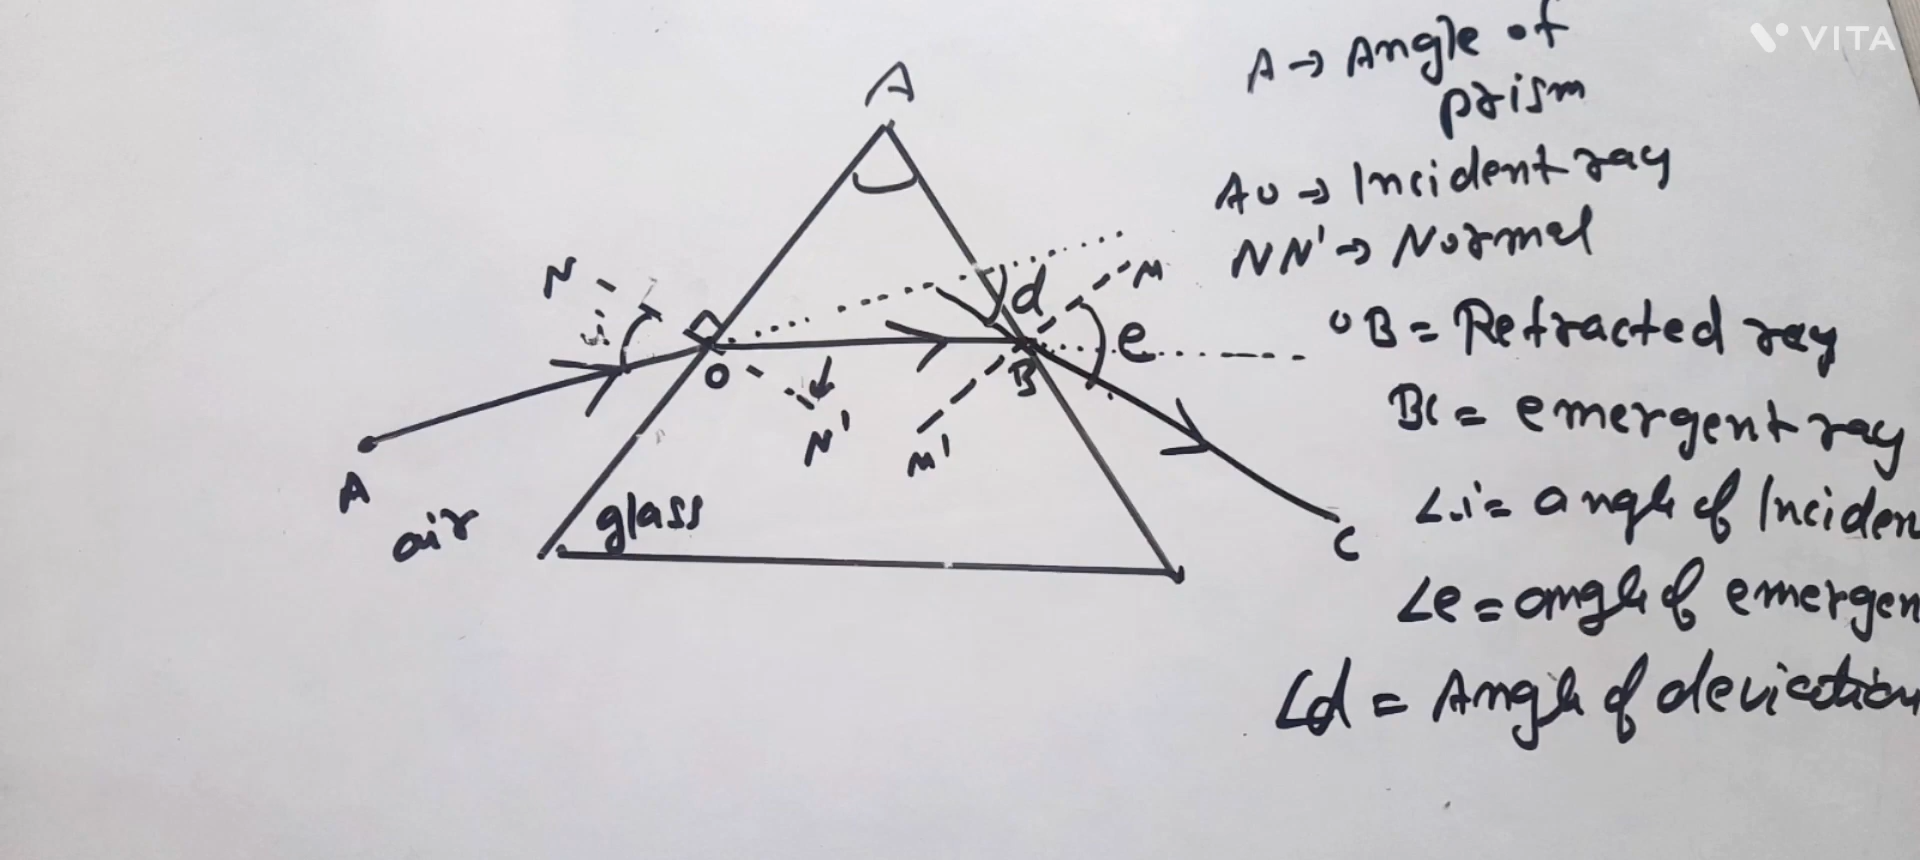 VITA
A → Angle of
prism
AO → Incident ray
NN' → Normal
OB = Refracted ray
BC = emergent ray
∠i = angle of Inciden
∠e = angle of emergen
∠d = Angle of deviation
A
N
i
d
M
e
O
B
N'
M'
A
air
glass
C